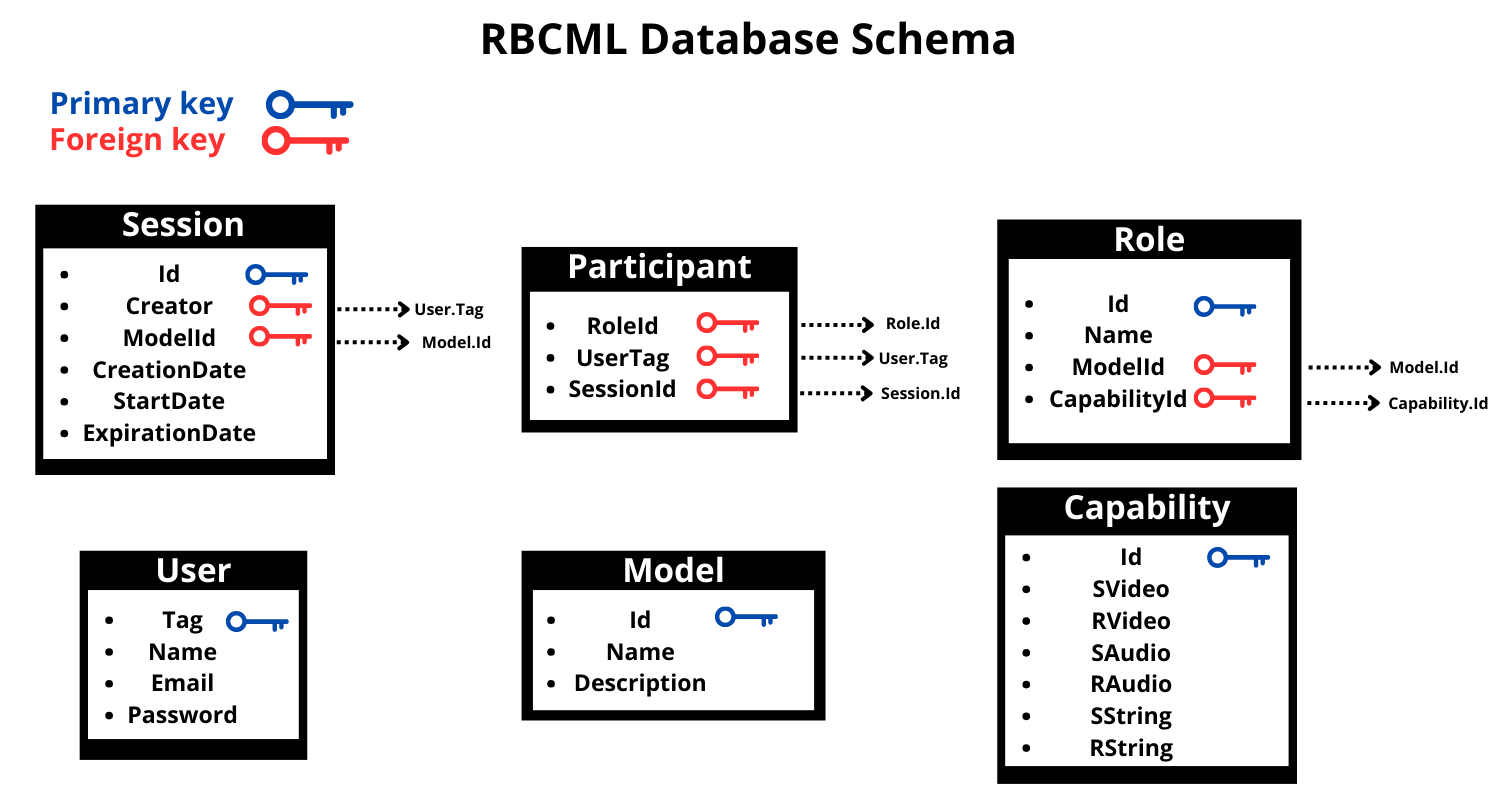 RBCML Database Schema
Primary key
Foreign key
Session
Id
Creator
ModelId
CreationDate
StartDate
ExpirationDate
User.Tag
Model.Id
Participant
RoleId
UserTag
SessionId
Role.Id
User.Tag
Session.Id
Role
Id
Name
ModelId
CapabilityId
Model.Id
Capability.Id
User
Tag
Name
Email
Password
Model
Id
Name
Description
Capability
Id
SVideo
RVideo
SAudio
RAudio
SString
RString